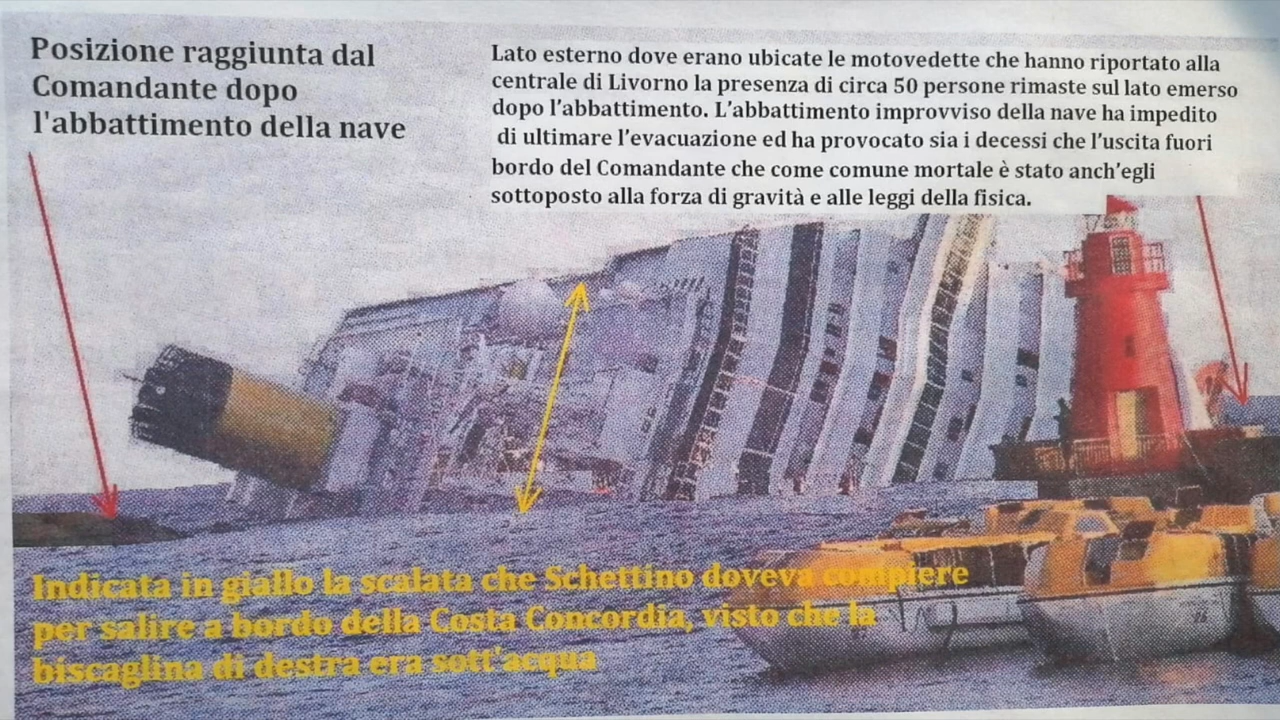 Posizione raggiunta dal
Comandante dopo
l'abbattimento della nave
Lato esterno dove erano ubicate le motovedette che hanno riportato alla
centrale di Livorno la presenza di circa 50 persone rimaste sul lato emerso
dopo l'abbattimento. L'abbattimento improvviso della nave ha impedito
di ultimare l'evacuazione ed ha provocato sia i decessi che l'uscita fuori
bordo del Comandante che come comune mortale è stato anch'egli
sottoposto alla forza di gravità e alle leggi della fisica.
Indicata in giallo la scalata che Schettino doveva compiere
per salire a bordo della Costa Concordia, visto che la
biscaglina di destra era sott'acqua